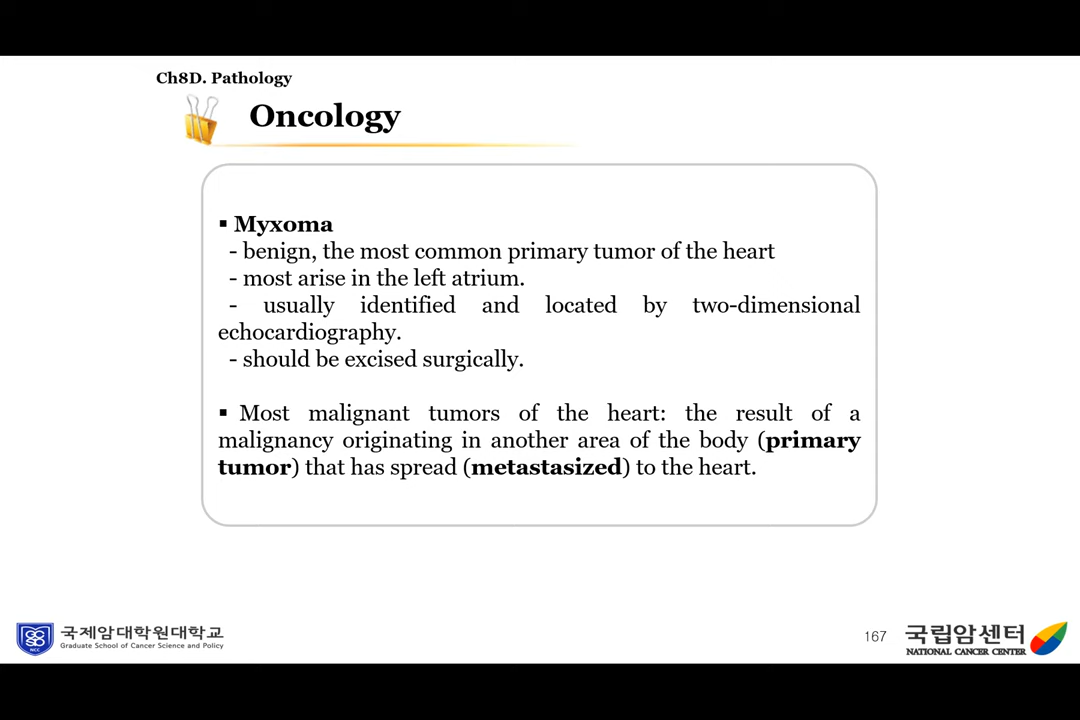 Ch8D. Pathology
Oncology
▪ Myxoma
- benign, the most common primary tumor of the heart
- most arise in the left atrium.
- usually identified and located by two-dimensional
echocardiography.
- should be excised surgically.
▪ Most malignant tumors of the heart: the result of a
malignancy originating in another area of the body (primary
tumor) that has spread (metastasized) to the heart.
NCC
국제암대학원대학교
Graduate School of Cancer Science and Policy
167
국립암센터
NATIONAL CANCER CENTER